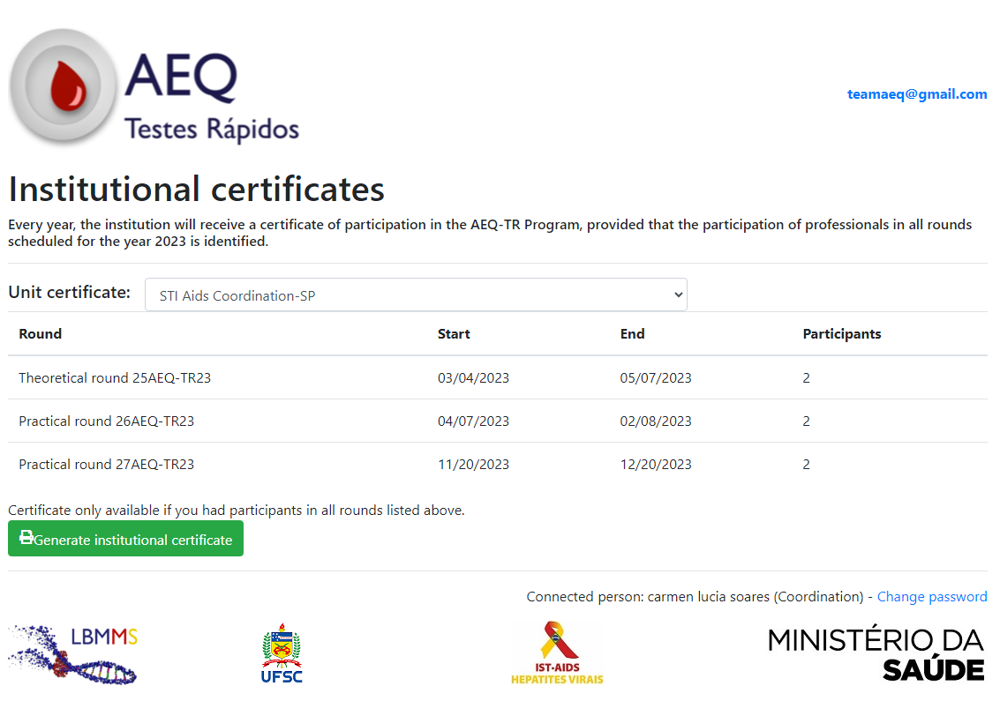 AEQ
Testes Rápidos
teamaeq@gmail.com
Institutional certificates
Every year, the institution will receive a certificate of participation in the AEQ-TR Program, provided that the participation of professionals in all rounds
scheduled for the year 2023 is identified.
Unit certificate: STI Aids Coordination-SP
Round Start End Participants
Theoretical round 25AEQ-TR23 03/04/2023 05/07/2023 2
Practical round 26AEQ-TR23 04/07/2023 02/08/2023 2
Practical round 27AEQ-TR23 11/20/2023 12/20/2023 2
Certificate only available if you had participants in all rounds listed above.
Generate institutional certificate
Connected person: carmen lucia soares (Coordination) - Change password
LBMMS
UFSC
IST-AIDS
HEPATITES VIRAIS
MINISTÉRIO DA
SAÚDE